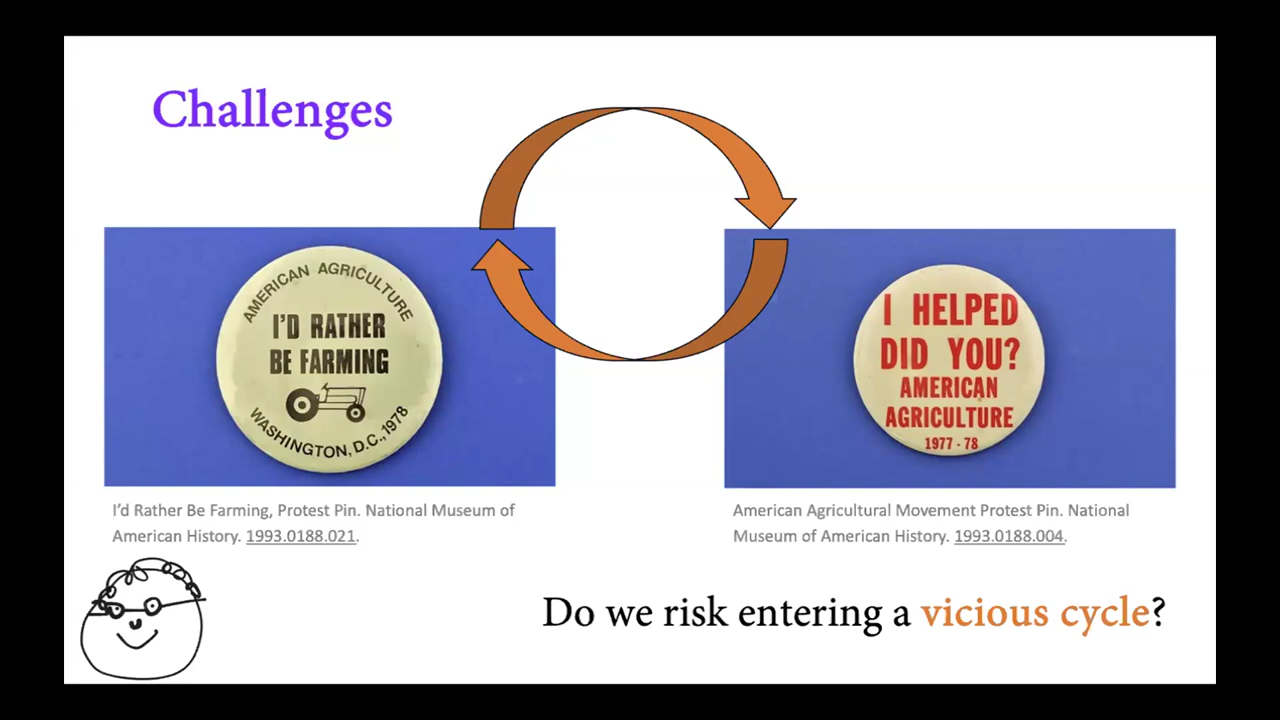 Challenges
AMERICAN AGRICULTURE
I'D RATHER
BE FARMING
WASHINGTON, D.C., 1978
I HELPED
DID YOU?
AMERICAN
AGRICULTURE
1977 - 78
I'd Rather Be Farming, Protest Pin. National Museum of
American History. 1993.0188.021.
American Agricultural Movement Protest Pin. National
Museum of American History. 1993.0188.004.
Do we risk entering a vicious cycle?